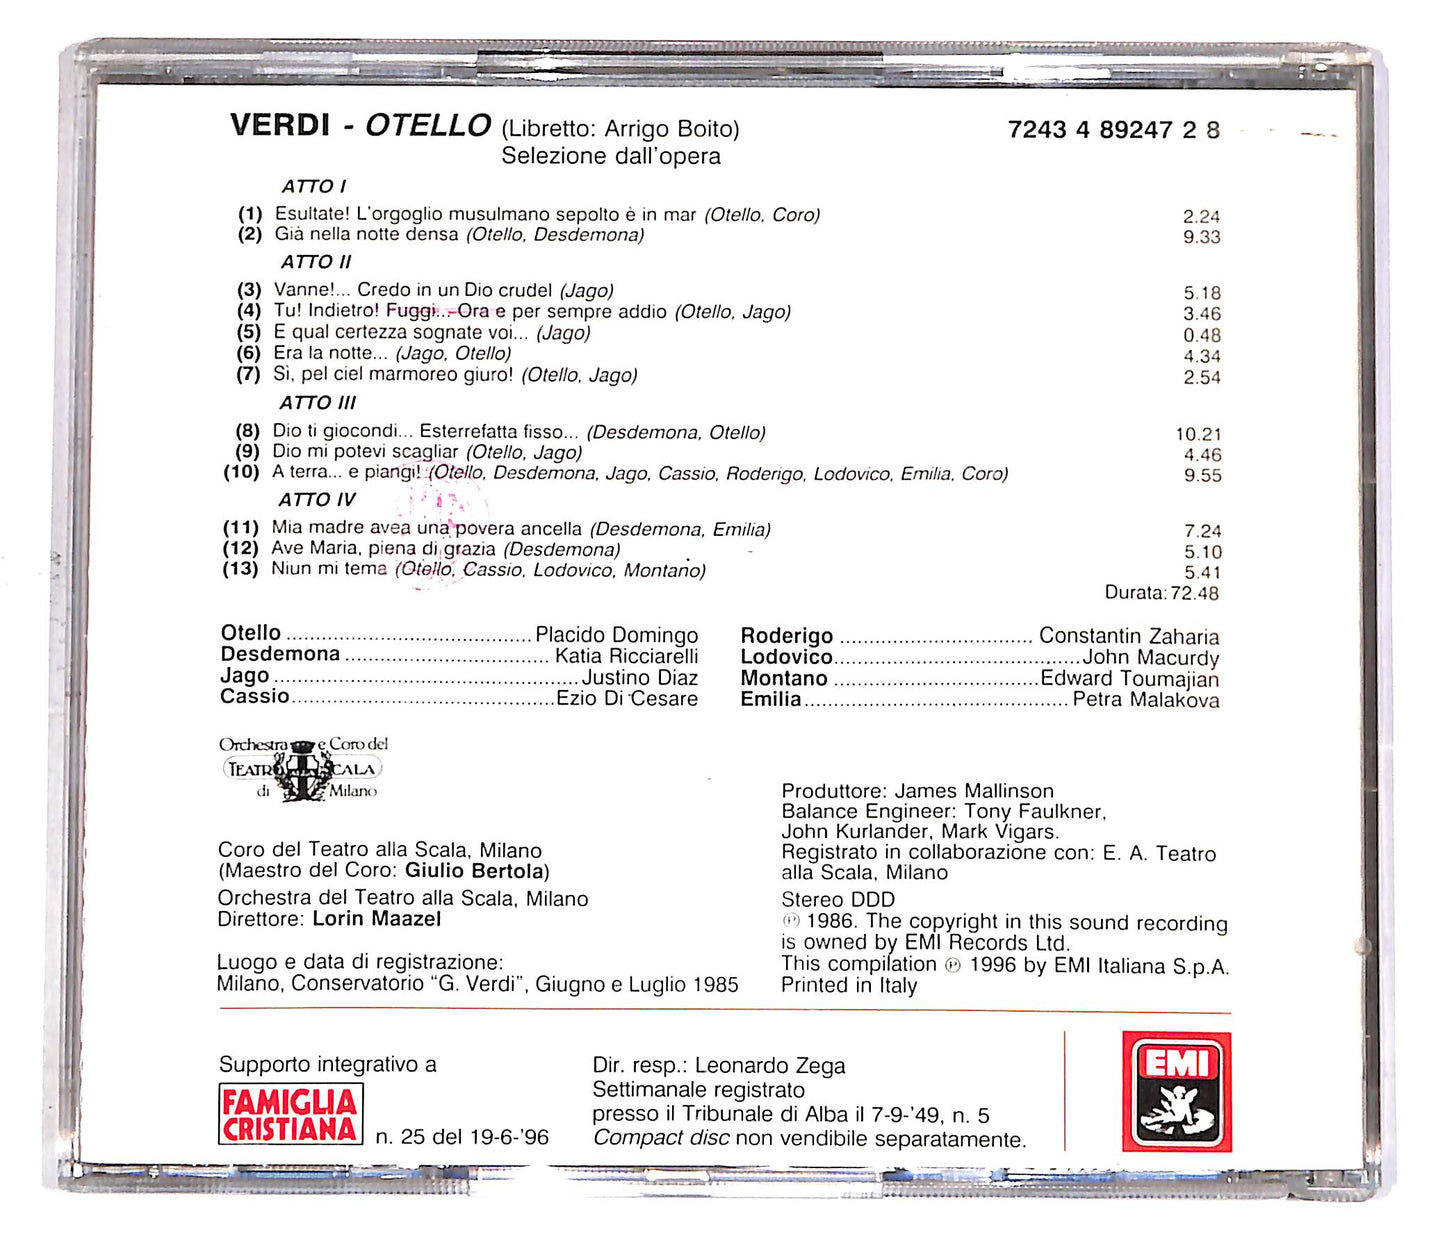 VERDI - OTELLO (Libretto: Arrigo Boito) 7243 4 89247 2 8
Selezione dall'opera
ATTO I
(1) Esultate! L'orgoglio musulmano sepolto è in mar (Otello, Coro) 2.24
(2) Già nella notte densa (Otello, Desdemona) 9.33
ATTO II
(3) Vanne!... Credo in un Dio crudel (Jago) 5.18
(4) Tu! Indietro! Fuggi... Ora e per sempre addio (Otello, Jago) 3.46
(5) E qual certezza sognate voi... (Jago) 0.48
(6) Era la notte... (Jago, Otello) 4.34
(7) Sì, pel ciel marmoreo giuro! (Otello, Jago) 2.54
ATTO III
(8) Dio ti giocondi... Esterrefatta fisso... (Desdemona, Otello) 10.21
(9) Dio mi potevi scagliar (Otello, Jago) 4.46
(10) A terra... e piangi! (Otello, Desdemona, Jago, Cassio, Roderigo, Lodovico, Emilia, Coro) 9.55
ATTO IV
(11) Mia madre avea una povera ancella (Desdemona, Emilia) 7.24
(12) Ave Maria, piena di grazia (Desdemona) 5.10
(13) Niun mi tema (Otello, Cassio, Lodovico, Montano) 5.41
Durata: 72.48
Otello ......................................... Placido Domingo
Desdemona ................................... Katia Ricciarelli
Jago ............................................... Justino Diaz
Cassio............................................. Ezio Di Cesare
Roderigo ................................. Constantin Zaharia
Lodovico.......................................... John Macurdy
Montano ................................... Edward Toumajian
Emilia............................................. Petra Malakova
Orchestra e Coro del
TEATRO SCALA
di Milano
Coro del Teatro alla Scala, Milano
(Maestro del Coro: Giulio Bertola)
Orchestra del Teatro alla Scala, Milano
Direttore: Lorin Maazel
Luogo e data di registrazione:
Milano, Conservatorio "G. Verdi", Giugno e Luglio 1985
Produttore: James Mallinson
Balance Engineer: Tony Faulkner,
John Kurlander, Mark Vigars.
Registrato in collaborazione con: E. A. Teatro
alla Scala, Milano
Stereo DDD
℗ 1986. The copyright in this sound recording
is owned by EMI Records Ltd.
This compilation ℗ 1996 by EMI Italiana S.p.A.
Printed in Italy
Supporto integrativo a
FAMIGLIA
CRISTIANA n. 25 del 19-6-'96
Dir. resp.: Leonardo Zega
Settimanale registrato
presso il Tribunale di Alba il 7-9-'49, n. 5
Compact disc non vendibile separatamente.
EMI